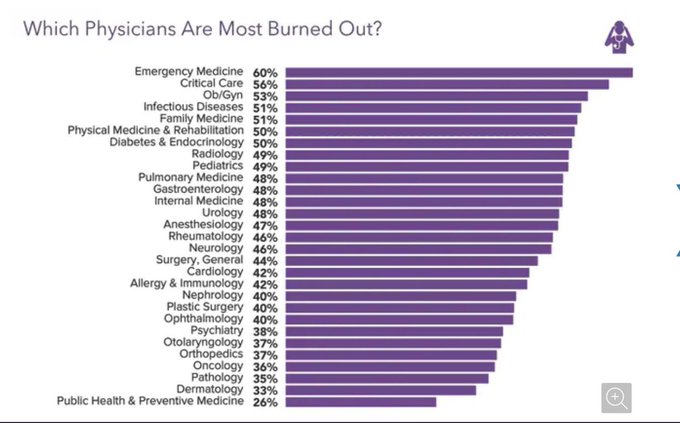 Which Physicians Are Most Burned Out?
Emergency Medicine 60%
Critical Care 56%
Ob/Gyn 53%
Infectious Diseases 51%
Family Medicine 51%
Physical Medicine & Rehabilitation 50%
Diabetes & Endocrinology 50%
Radiology 49%
Pediatrics 49%
Pulmonary Medicine 48%
Gastroenterology 48%
Internal Medicine 48%
Urology 48%
Anesthesiology 47%
Rheumatology 46%
Neurology 46%
Surgery, General 44%
Cardiology 42%
Allergy & Immunology 42%
Nephrology 40%
Plastic Surgery 40%
Ophthalmology 40%
Psychiatry 38%
Otolaryngology 37%
Orthopedics 37%
Oncology 36%
Pathology 35%
Dermatology 33%
Public Health & Preventive Medicine 26%